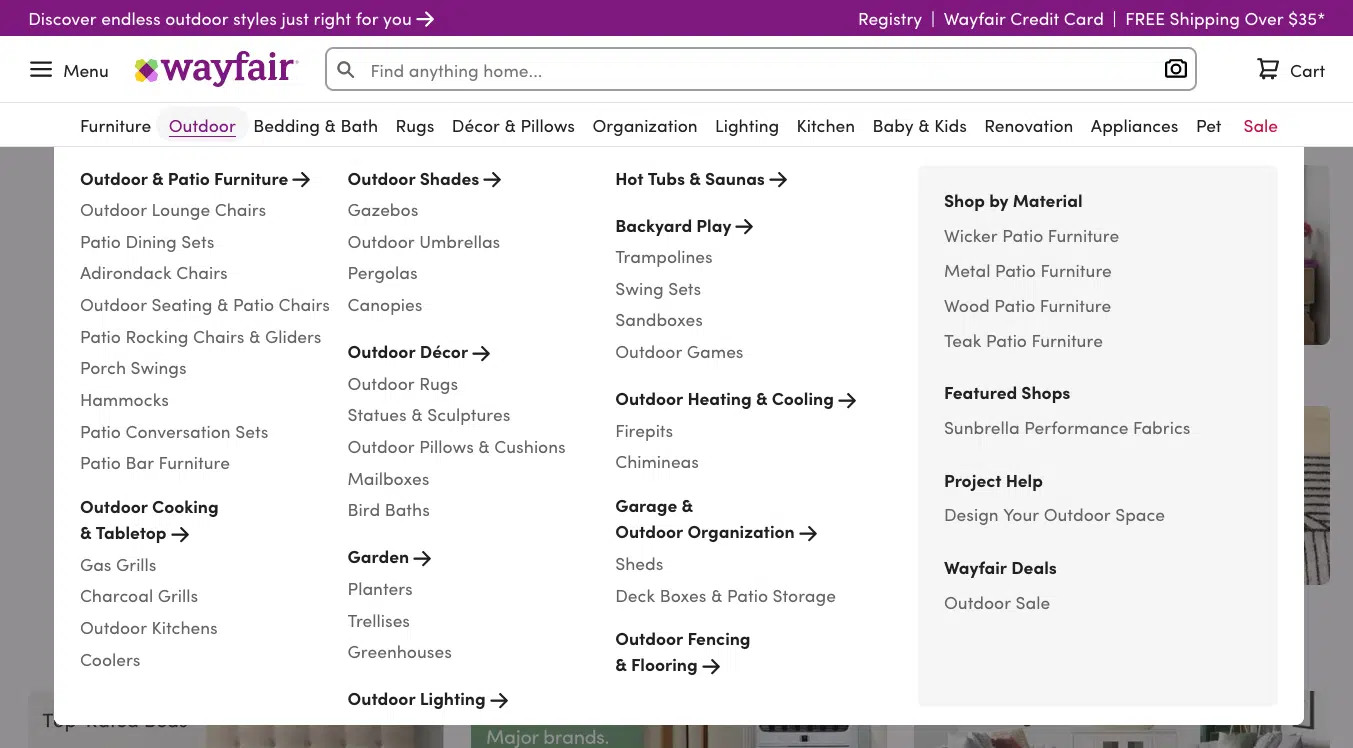 Discover endless outdoor styles just right for you →
Registry | Wayfair Credit Card | FREE Shipping Over $35*
Menu
wayfair
Find anything home...
Cart
Furniture Outdoor Bedding & Bath Rugs Décor & Pillows Organization Lighting Kitchen Baby & Kids Renovation Appliances Pet Sale
Outdoor & Patio Furniture →
Outdoor Lounge Chairs
Patio Dining Sets
Adirondack Chairs
Outdoor Seating & Patio Chairs
Patio Rocking Chairs & Gliders
Porch Swings
Hammocks
Patio Conversation Sets
Patio Bar Furniture
Outdoor Cooking
& Tabletop →
Gas Grills
Charcoal Grills
Outdoor Kitchens
Coolers
Outdoor Shades →
Gazebos
Outdoor Umbrellas
Pergolas
Canopies
Outdoor Décor →
Outdoor Rugs
Statues & Sculptures
Outdoor Pillows & Cushions
Mailboxes
Bird Baths
Garden →
Planters
Trellises
Greenhouses
Outdoor Lighting →
Hot Tubs & Saunas →
Backyard Play →
Trampolines
Swing Sets
Sandboxes
Outdoor Games
Outdoor Heating & Cooling →
Firepits
Chimineas
Garage &
Outdoor Organization →
Sheds
Deck Boxes & Patio Storage
Outdoor Fencing
& Flooring →
Shop by Material
Wicker Patio Furniture
Metal Patio Furniture
Wood Patio Furniture
Teak Patio Furniture
Featured Shops
Sunbrella Performance Fabrics
Project Help
Design Your Outdoor Space
Wayfair Deals
Outdoor Sale
Top-Rated Beds
Major brands.